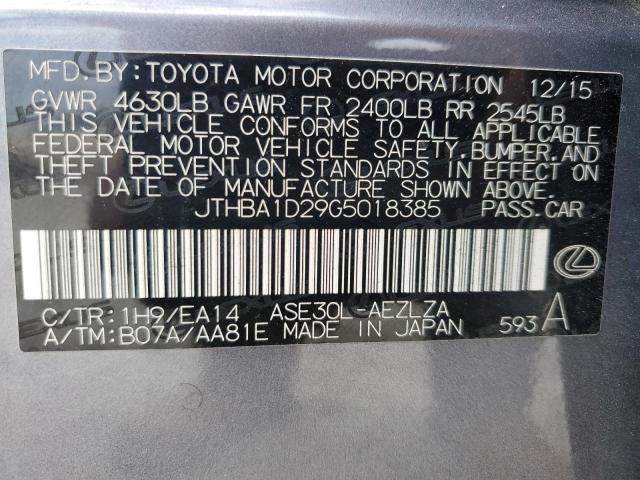 MFD.BY:TOYOTA MOTOR CORPORATION 12/15
GVWR 4630LB GAWR FR 2400LB RR 2545LB
THIS VEHICLE CONFORMS TO ALL APPLICABLE
FEDERAL MOTOR VEHICLE SAFETY,BUMPER,AND
THEFT PREVENTION STANDARDS IN EFFECT ON
THE DATE OF MANUFACTURE SHOWN ABOVE.
JTHBA1D29G5018385 PASS.CAR
C/TR:1H9/EA14 ASE30L-AEZLZA
A/TM:B07A/AA81E MADE IN JAPAN 593A